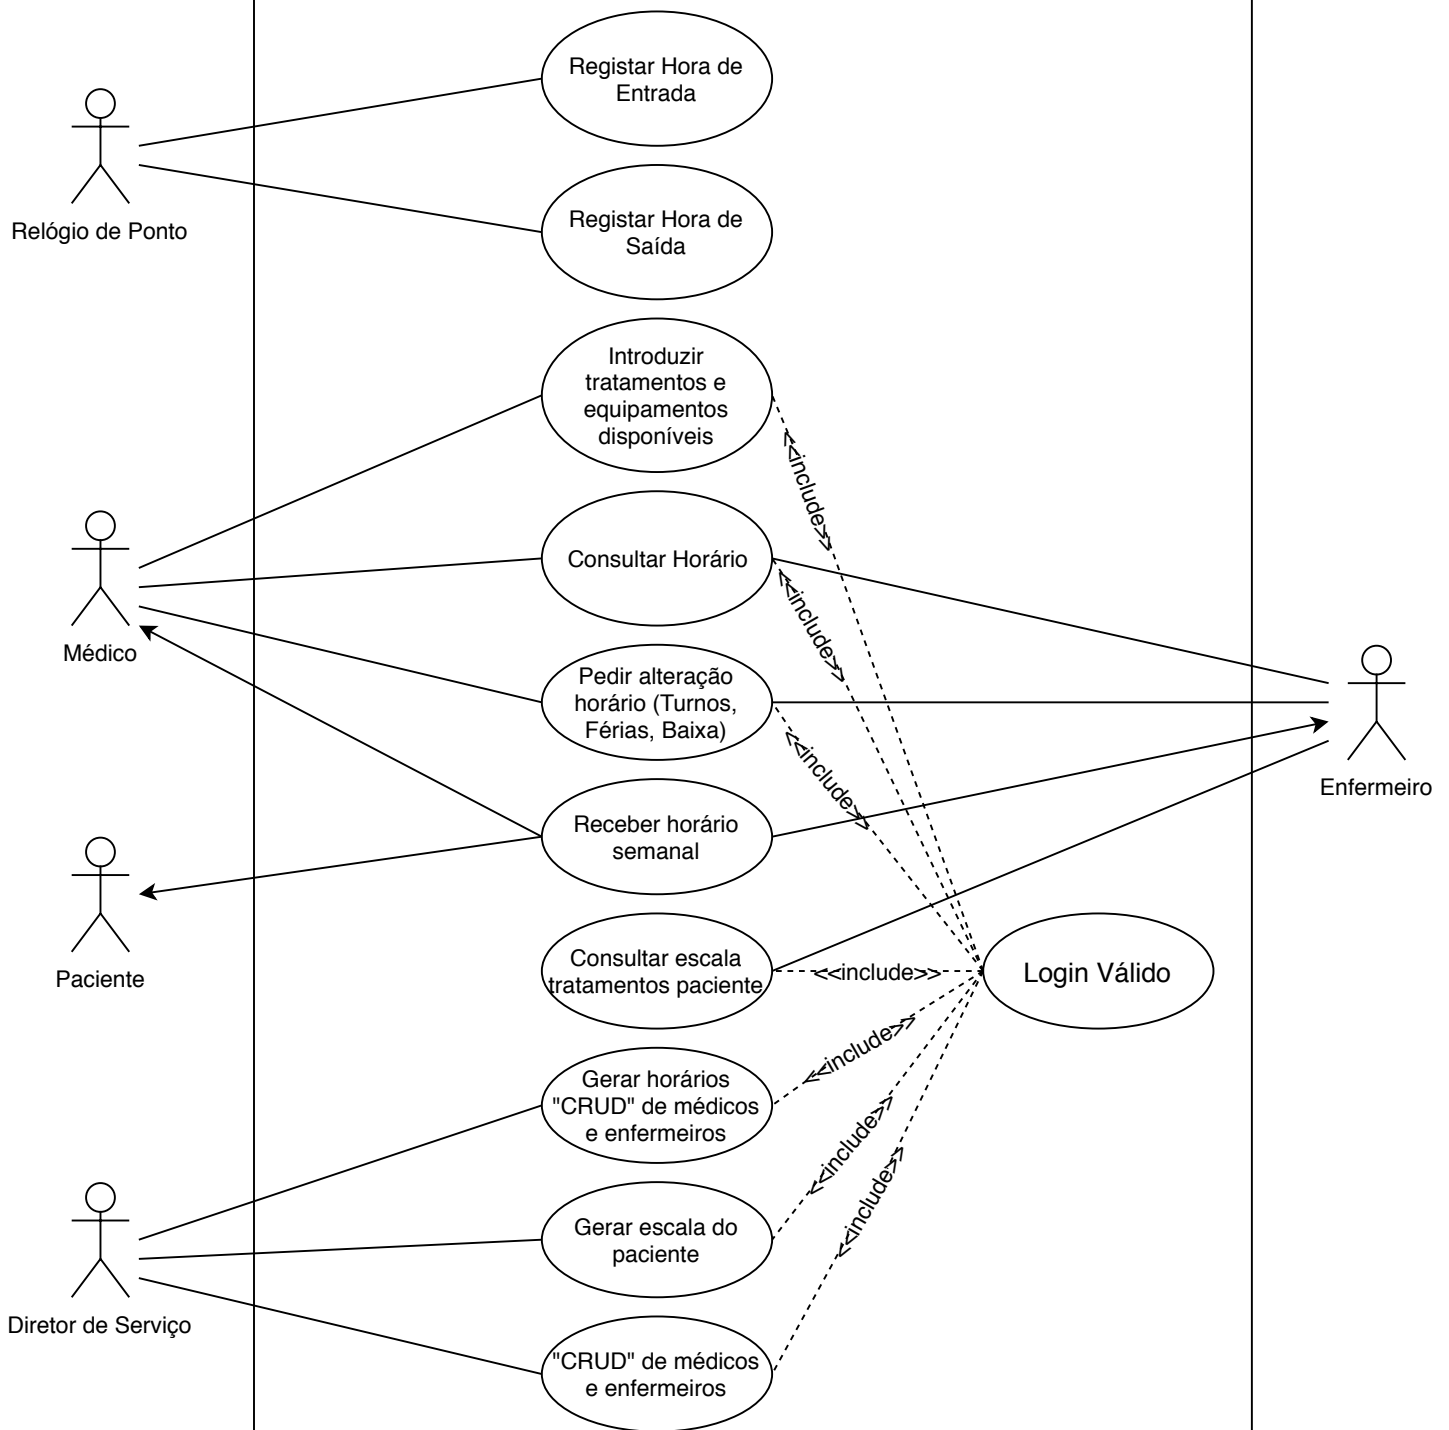 Registar Hora de
Entrada
Relógio de Ponto
Registar Hora de
Saída
Introduzir
tratamentos e
equipamentos
disponíveis
<<include>>
Consultar Horário
<<include>>
Médico
Pedir alteração
horário (Turnos,
Férias, Baixa)
<<include>>
Enfermeiro
Receber horário
semanal
Paciente
Consultar escala
tratamentos paciente
<<include>>
Login Válido
<<include>>
Gerar horários
"CRUD" de médicos
e enfermeiros
<<include>>
Gerar escala do
paciente
<<include>>
Diretor de Serviço
"CRUD" de médicos
e enfermeiros